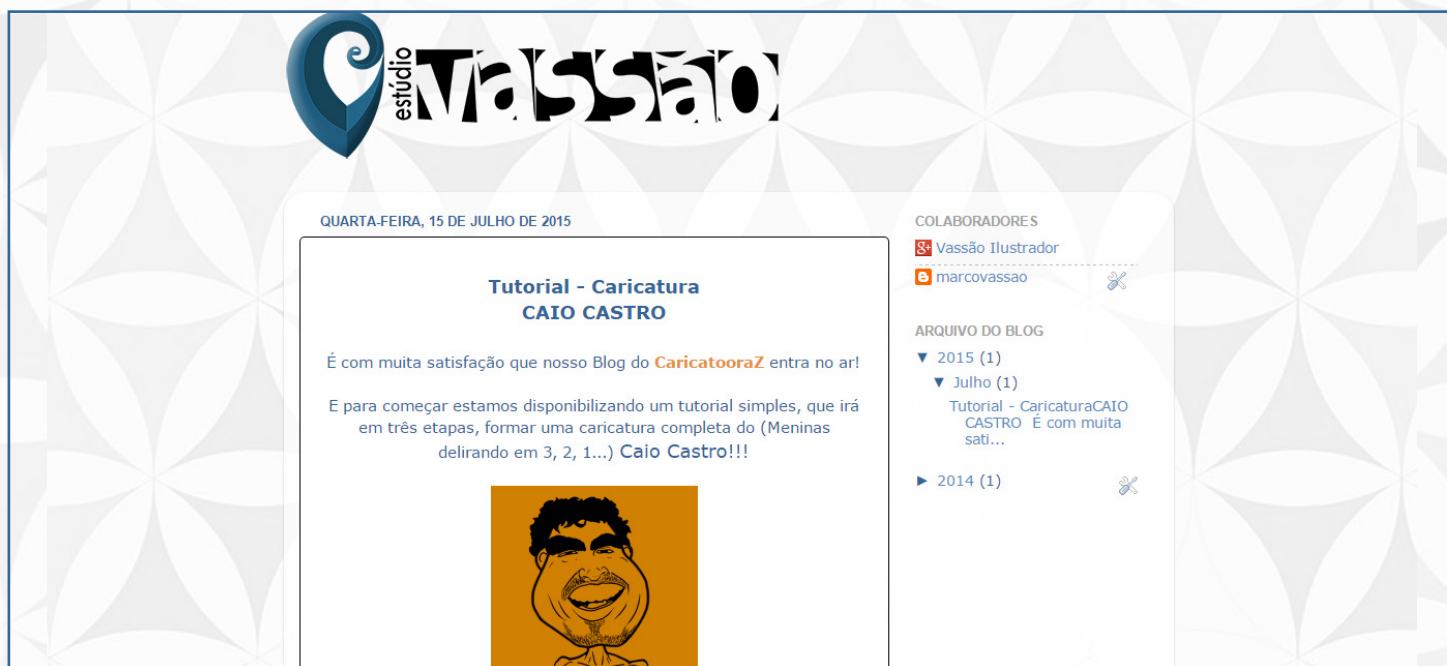 estúdio
Vassão
QUARTA-FEIRA, 15 DE JULHO DE 2015
Tutorial - Caricatura
CAIO CASTRO
É com muita satisfação que nosso Blog do CaricatooraZ entra no ar!
E para começar estamos disponibilizando um tutorial simples, que irá
em três etapas, formar uma caricatura completa do (Meninas
delirando em 3, 2, 1...) Caio Castro!!!
COLABORADORES
Vassão Ilustrador
marcovassao
ARQUIVO DO BLOG
▼ 2015 (1)
▼ Julho (1)
Tutorial - CaricaturaCAIO
CASTRO É com muita
sati...
► 2014 (1)